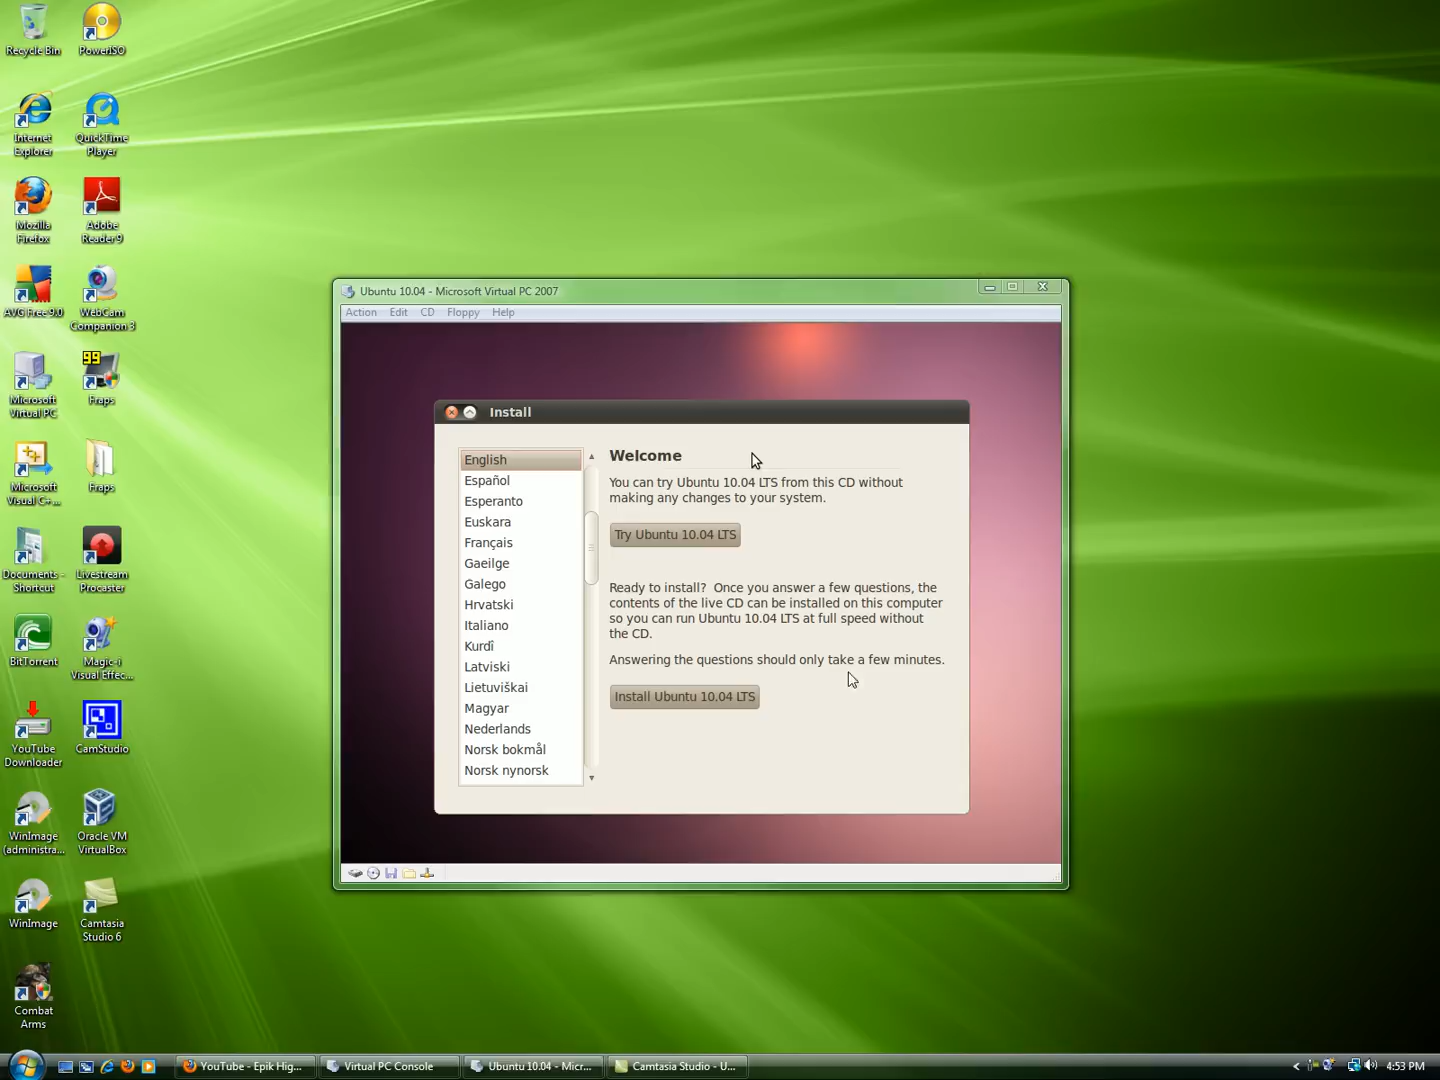 Recycle Bin
PowerISO
Internet
Explorer
QuickTime
Player
Mozilla
Firefox
Adobe
Reader 9
AVG Free 9.0
WebCam
Companion 3
Microsoft
Virtual PC
99
Fraps
Microsoft
Visual C+...
Fraps
Documents -
Shortcut
Livestream
Procaster
BitTorrent
Magic-i
Visual Effec...
YouTube
Downloader
CamStudio
WinImage
(administra...
Oracle VM
VirtualBox
WinImage
Camtasia
Studio 6
Combat
Arms
Ubuntu 10.04 - Microsoft Virtual PC 2007
Action Edit CD Floppy Help
Install
English
Español
Esperanto
Euskara
Français
Gaeilge
Galego
Hrvatski
Italiano
Kurdî
Latviski
Lietuviškai
Magyar
Nederlands
Norsk bokmål
Norsk nynorsk
Welcome
You can try Ubuntu 10.04 LTS from this CD without
making any changes to your system.
Try Ubuntu 10.04 LTS
Ready to install? Once you answer a few questions, the
contents of the live CD can be installed on this computer
so you can run Ubuntu 10.04 LTS at full speed without
the CD.
Answering the questions should only take a few minutes.
Install Ubuntu 10.04 LTS
YouTube - Epik Hig...
Virtual PC Console
Ubuntu 10.04 - Micr...
Camtasia Studio - U...
4:53 PM